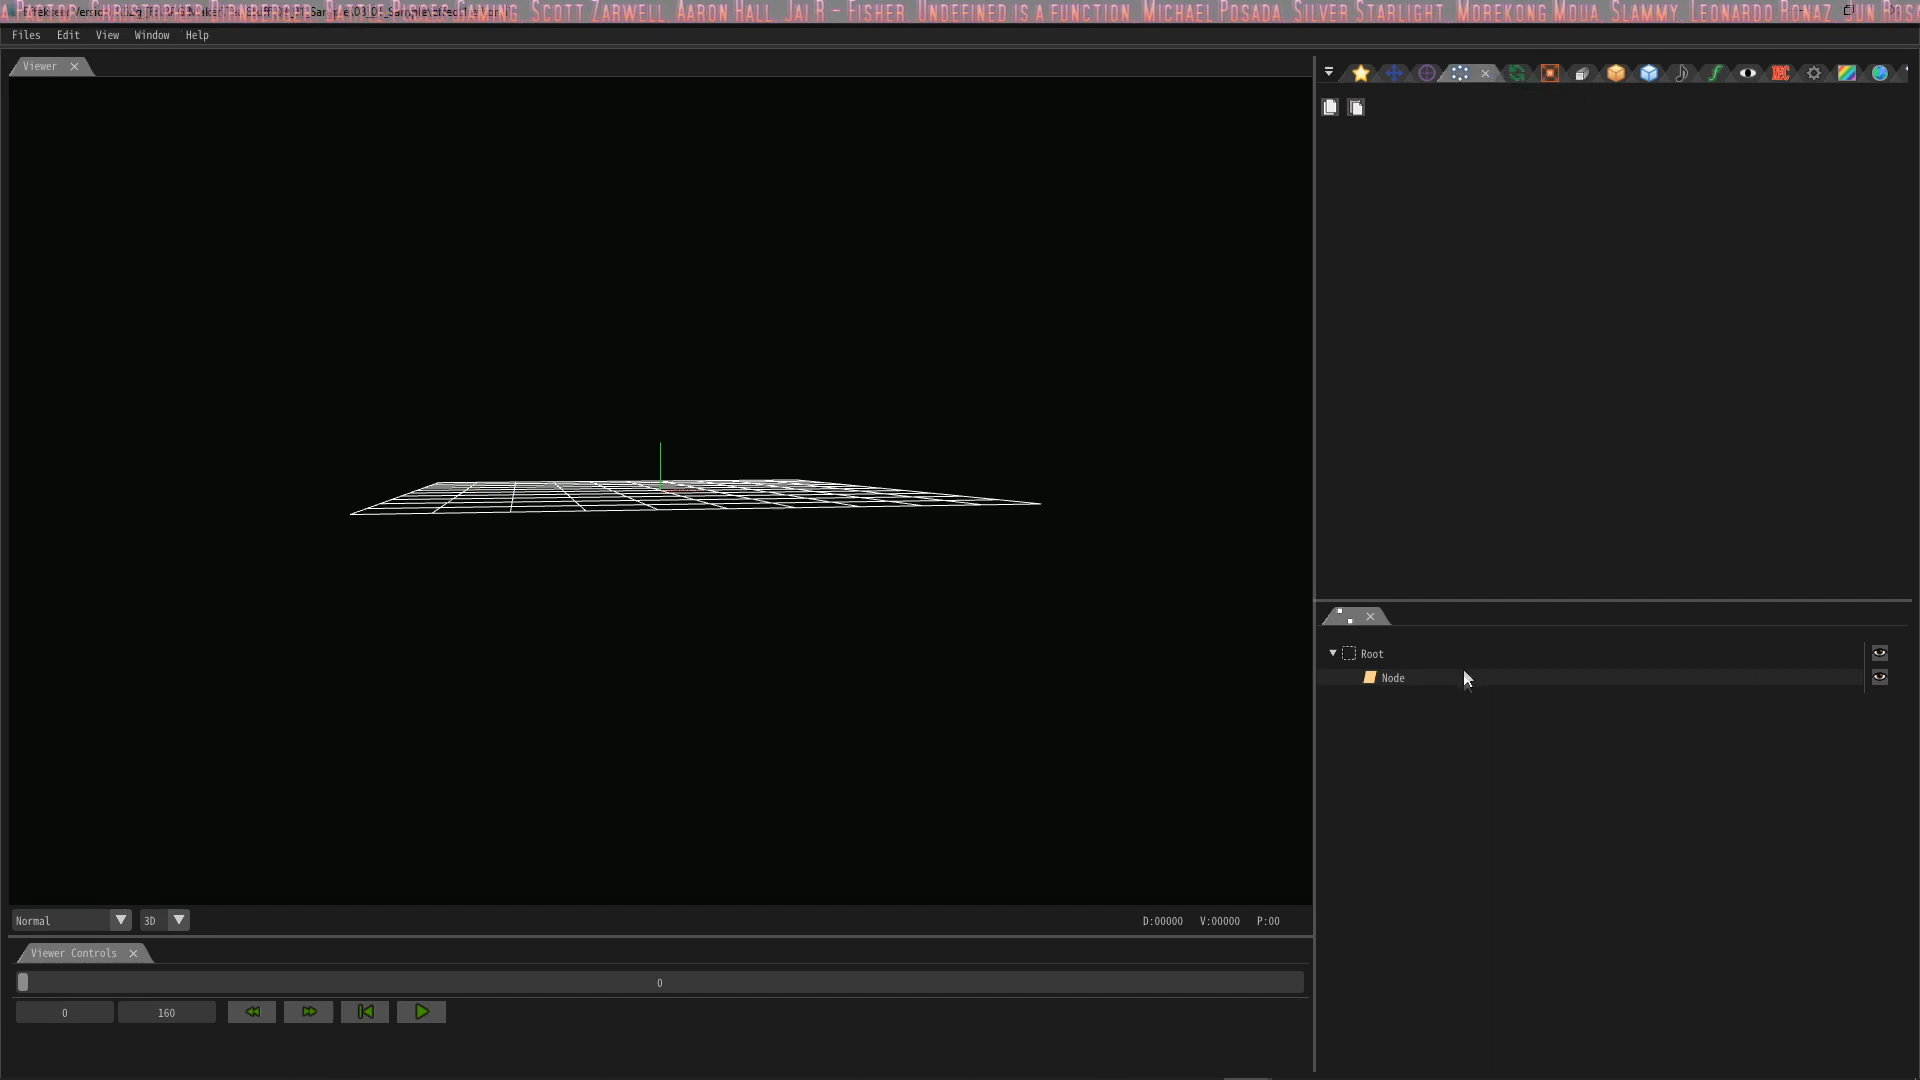 Scott Zarwell, Aaron Hall, Jai B - Fisher, Undefined is a function, Michael Posada, Silver Starlight, Morekong Moua, Slammy, Leonardo Ronaz, Jun
Files Edit View Window Help
Viewer
Root
Node
Normal 3D D:00000 V:00000 P:00
Viewer Controls
0
0 160